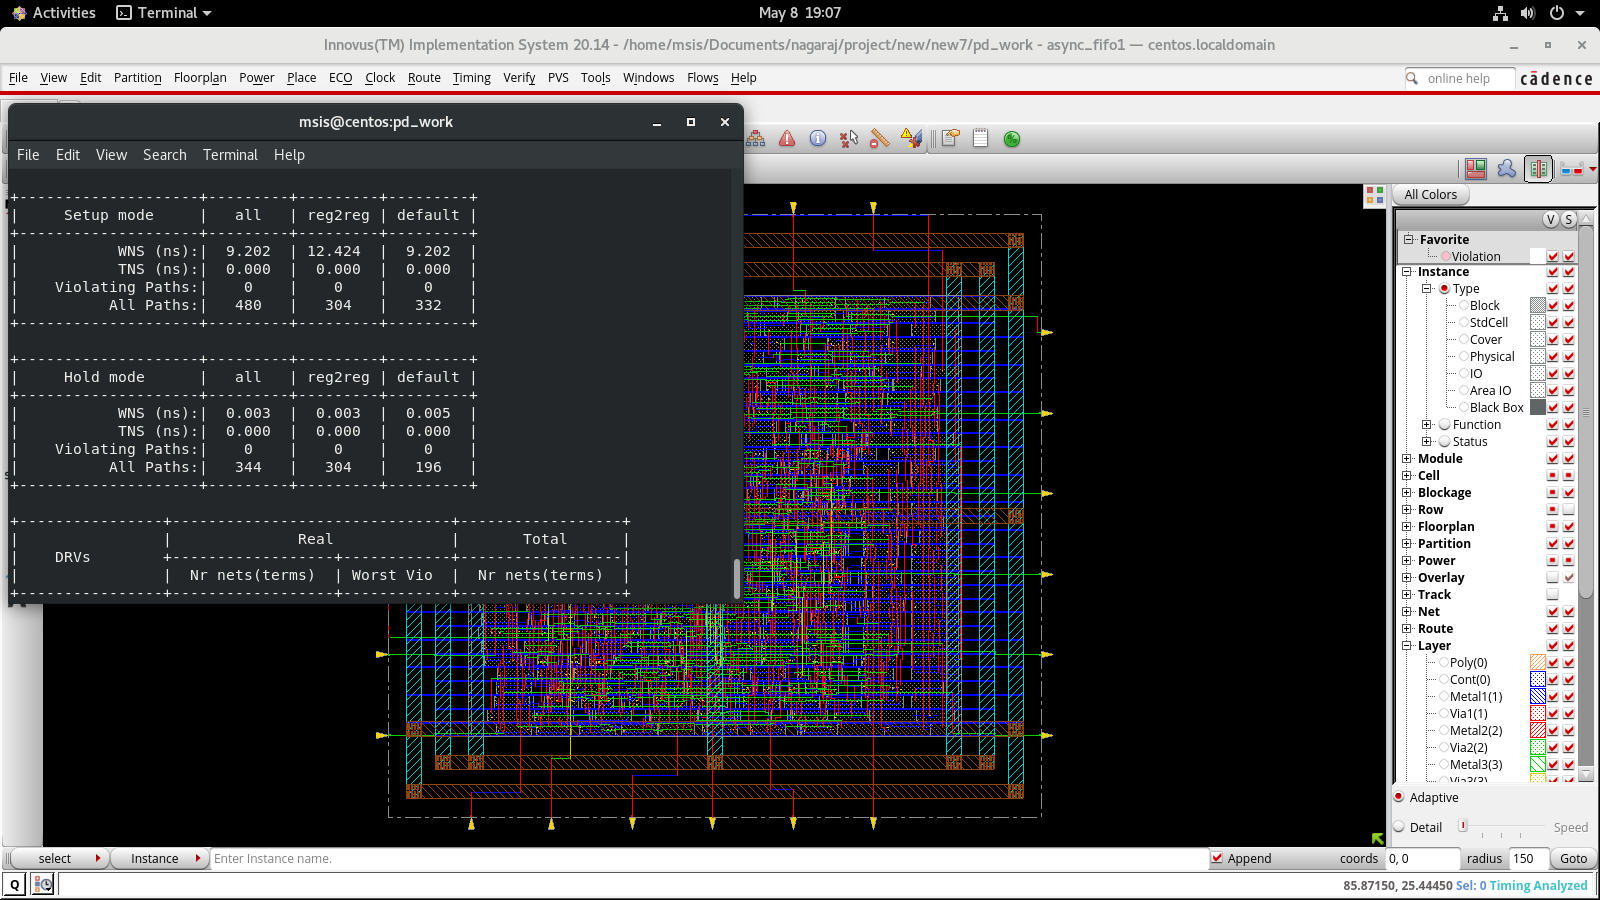 Activities Terminal May 8 19:07
Innovus(TM) Implementation System 20.14 - /home/msis/Documents/nagaraj/project/new/new7/pd_work - async_fifo1 — centos.localdomain
File View Edit Partition Floorplan Power Place ECO Clock Route Timing Verify PVS Tools Windows Flows Help online help cādence
msis@centos:pd_work
File Edit View Search Terminal Help
+--------------------+---------+---------+---------+
| Setup mode | all | reg2reg | default |
+--------------------+---------+---------+---------+
| WNS (ns):| 9.202 | 12.424 | 9.202 |
| TNS (ns):| 0.000 | 0.000 | 0.000 |
| Violating Paths:| 0 | 0 | 0 |
| All Paths:| 480 | 304 | 332 |
+--------------------+---------+---------+---------+
+--------------------+---------+---------+---------+
| Hold mode | all | reg2reg | default |
+--------------------+---------+---------+---------+
| WNS (ns):| 0.003 | 0.003 | 0.005 |
| TNS (ns):| 0.000 | 0.000 | 0.000 |
| Violating Paths:| 0 | 0 | 0 |
| All Paths:| 344 | 304 | 196 |
+--------------------+---------+---------+---------+
+----------------+-------------------------------+------------------+
| | Real | Total |
| DRVs +------------------+------------+------------------|
| | Nr nets(terms) | Worst Vio | Nr nets(terms) |
+----------------+------------------+------------+------------------+
All Colors
V S
Favorite
Violation
Instance
Type
Block
StdCell
Cover
Physical
IO
Area IO
Black Box
Function
Status
Module
Cell
Blockage
Row
Floorplan
Partition
Power
Overlay
Track
Net
Route
Layer
Poly(0)
Cont(0)
Metal1(1)
Via1(1)
Metal2(2)
Via2(2)
Metal3(3)
Via3(3)
Adaptive
Detail Speed
select Instance Enter Instance name. Append coords 0, 0 radius 150 Goto
Q 85.87150, 25.44450 Sel: 0 Timing Analyzed